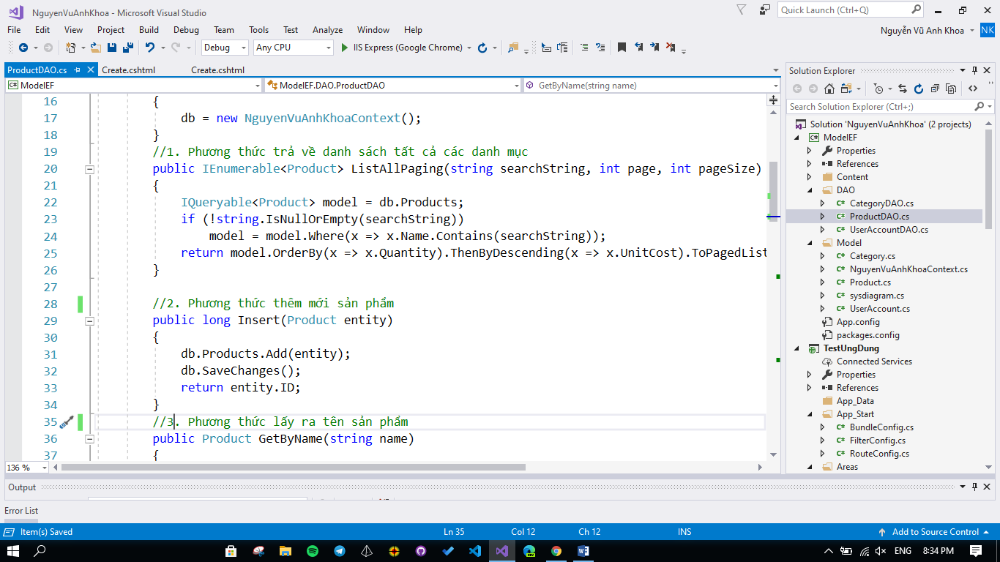 NguyenVuAnhKhoa - Microsoft Visual Studio
Quick Launch (Ctrl+Q)
File Edit View Project Build Debug Team Tools Test Analyze Window Help
Nguyễn Vũ Anh Khoa NK
Debug Any CPU IIS Express (Google Chrome)
ProductDAO.cs Create.cshtml Create.cshtml
ModelEF ModelEF.DAO.ProductDAO GetByName(string name)
16 {
17 db = new NguyenVuAnhKhoaContext();
18 }
19 //1. Phương thức trả về danh sách tất cả các danh mục
20 public IEnumerable<Product> ListAllPaging(string searchString, int page, int pageSize)
21 {
22 IQueryable<Product> model = db.Products;
23 if (!string.IsNullOrEmpty(searchString))
24 model = model.Where(x => x.Name.Contains(searchString));
25 return model.OrderBy(x => x.Quantity).ThenByDescending(x => x.UnitCost).ToPagedList
26 }
27
28 //2. Phương thức thêm mới sản phẩm
29 public long Insert(Product entity)
30 {
31 db.Products.Add(entity);
32 db.SaveChanges();
33 return entity.ID;
34 }
35 //3. Phương thức lấy ra tên sản phẩm
36 public Product GetByName(string name)
37 {
136 %
Solution Explorer
Search Solution Explorer (Ctrl+;)
Solution 'NguyenVuAnhKhoa' (2 projects)
ModelEF
Properties
References
Content
DAO
CategoryDAO.cs
ProductDAO.cs
UserAccountDAO.cs
Model
Category.cs
NguyenVuAnhKhoaContext.cs
Product.cs
sysdiagram.cs
UserAccount.cs
App.config
packages.config
TestUngDung
Connected Services
Properties
References
App_Data
App_Start
BundleConfig.cs
FilterConfig.cs
RouteConfig.cs
Areas
Output
Error List
Item(s) Saved Ln 35 Col 12 Ch 12 INS Add to Source Control
ENG 8:34 PM